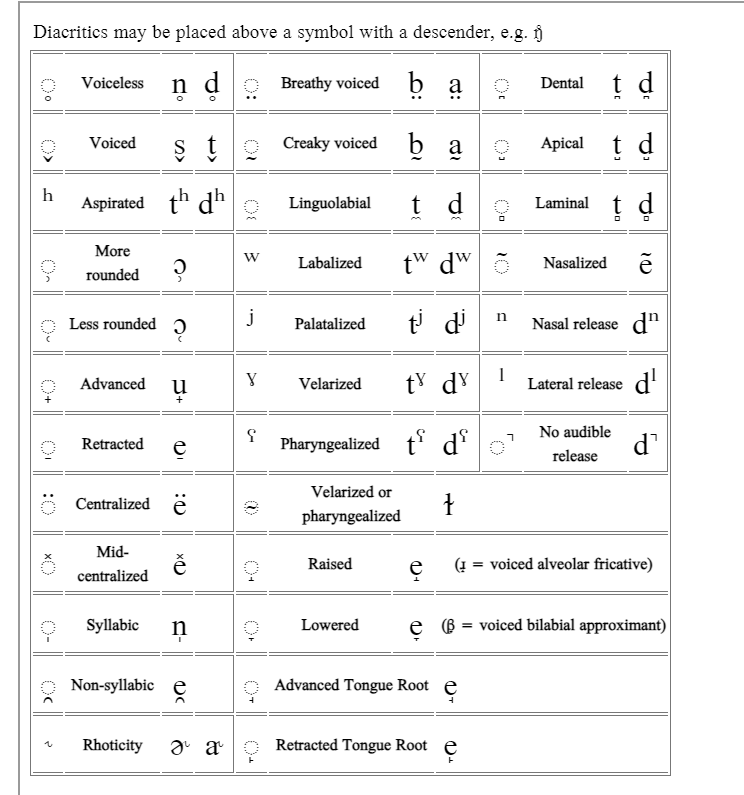 Diacritics may be placed above a symbol with a descender, e.g. ŋ̊
◌̥ Voiceless n̥ d̥ ◌̤ Breathy voiced b̤ a̤ ◌̪ Dental t̪ d̪
◌̬ Voiced s̬ t̬ ◌̰ Creaky voiced b̰ a̰ ◌̺ Apical t̺ d̺
ʰ Aspirated tʰ dʰ ◌̼ Linguolabial t̼ d̼ ◌̻ Laminal t̻ d̻
◌̹ More rounded ɔ̹ ʷ Labalized tʷ dʷ ◌̃ Nasalized ẽ
◌̜ Less rounded ɔ̜ ʲ Palatalized tʲ dʲ ⁿ Nasal release dⁿ
◌̟ Advanced u̟ ˠ Velarized tˠ dˠ ˡ Lateral release dˡ
◌̠ Retracted e̠ ˤ Pharyngealized tˤ dˤ ◌̚ No audible release d̚
◌̈ Centralized ë ◌̴ Velarized or pharyngealized ɫ
◌̽ Mid-centralized e̽ ◌̝ Raised e̝ (ɹ̝ = voiced alveolar fricative)
◌̩ Syllabic n̩ ◌̞ Lowered e̞ (β̞ = voiced bilabial approximant)
◌̯ Non-syllabic e̯ ◌̘ Advanced Tongue Root e̘
˞ Rhoticity ə˞ a˞ ◌̙ Retracted Tongue Root e̙